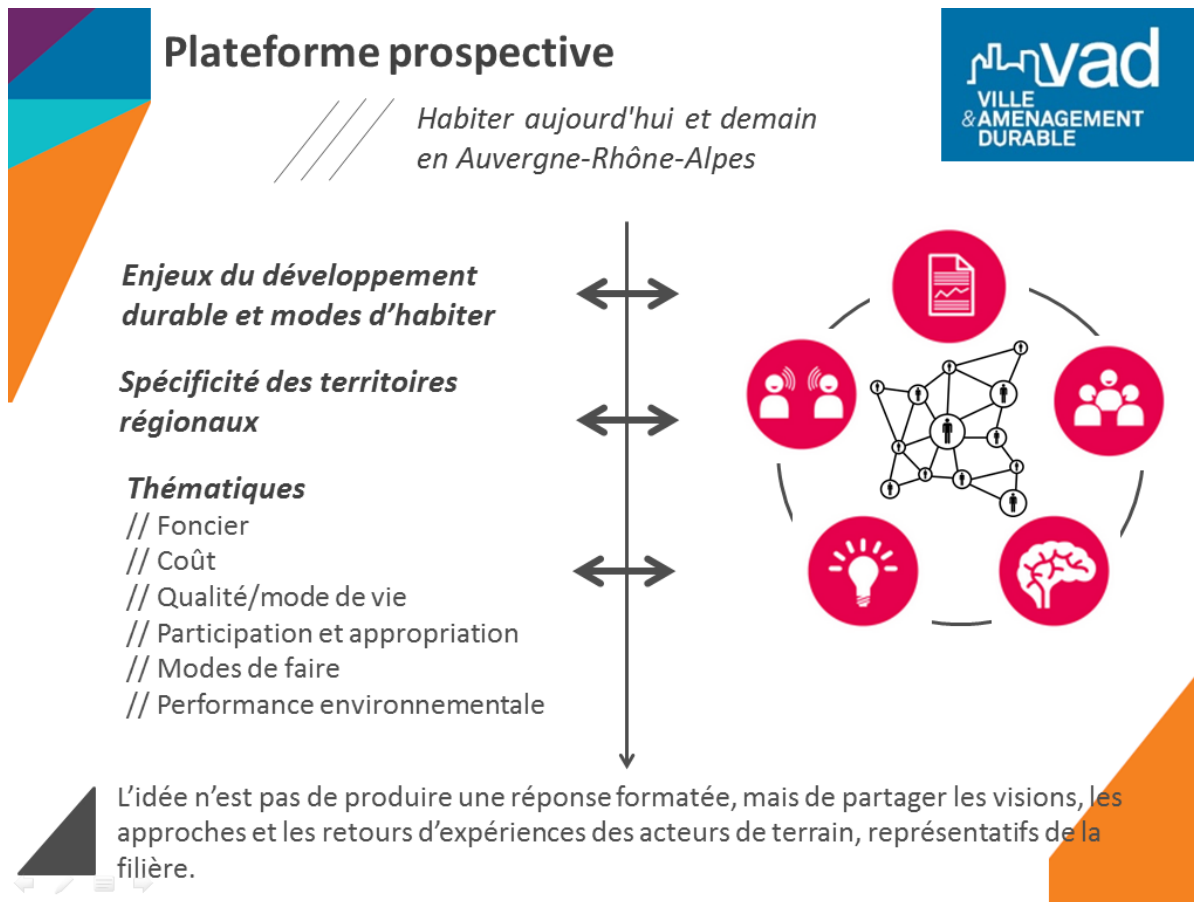 Plateforme prospective
vad
VILLE
& AMÉNAGEMENT
DURABLE
Habiter aujourd'hui et demain
en Auvergne-Rhône-Alpes
Enjeux du développement
durable et modes d’habiter
Spécificité des territoires
régionaux
Thématiques
// Foncier
// Coût
// Qualité/mode de vie
// Participation et appropriation
// Modes de faire
// Performance environnementale
L’idée n’est pas de produire une réponse formatée, mais de partager les visions, les
approches et les retours d’expériences des acteurs de terrain, représentatifs de la
filière.